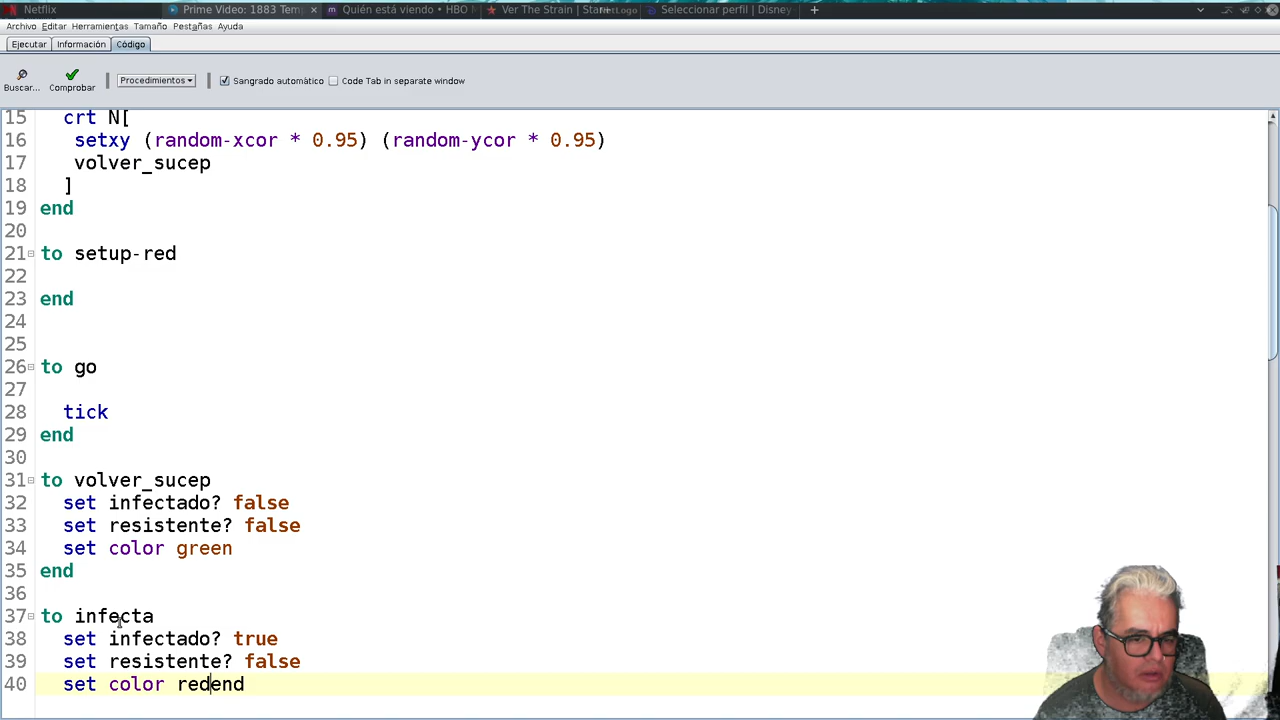 Netflix
Prime Video: 1883 Tem
Quién está viendo • HBO
Ver The Strain | Star+
Seleccionar perfil | Disney
Archivo Editar Herramientas Tamaño Pestañas Ayuda
Ejecutar Información Código
Buscar... Comprobar Procedimientos Sangrado automático Code Tab in separate window
15 crt N[
16 setxy (random-xcor * 0.95) (random-ycor * 0.95)
17 volver_sucep
18 ]
19 end
20
21 to setup-red
22
23 end
24
25
26 to go
27
28 tick
29 end
30
31 to volver_sucep
32 set infectado? false
33 set resistente? false
34 set color green
35 end
36
37 to infecta
38 set infectado? true
39 set resistente? false
40 set color redend